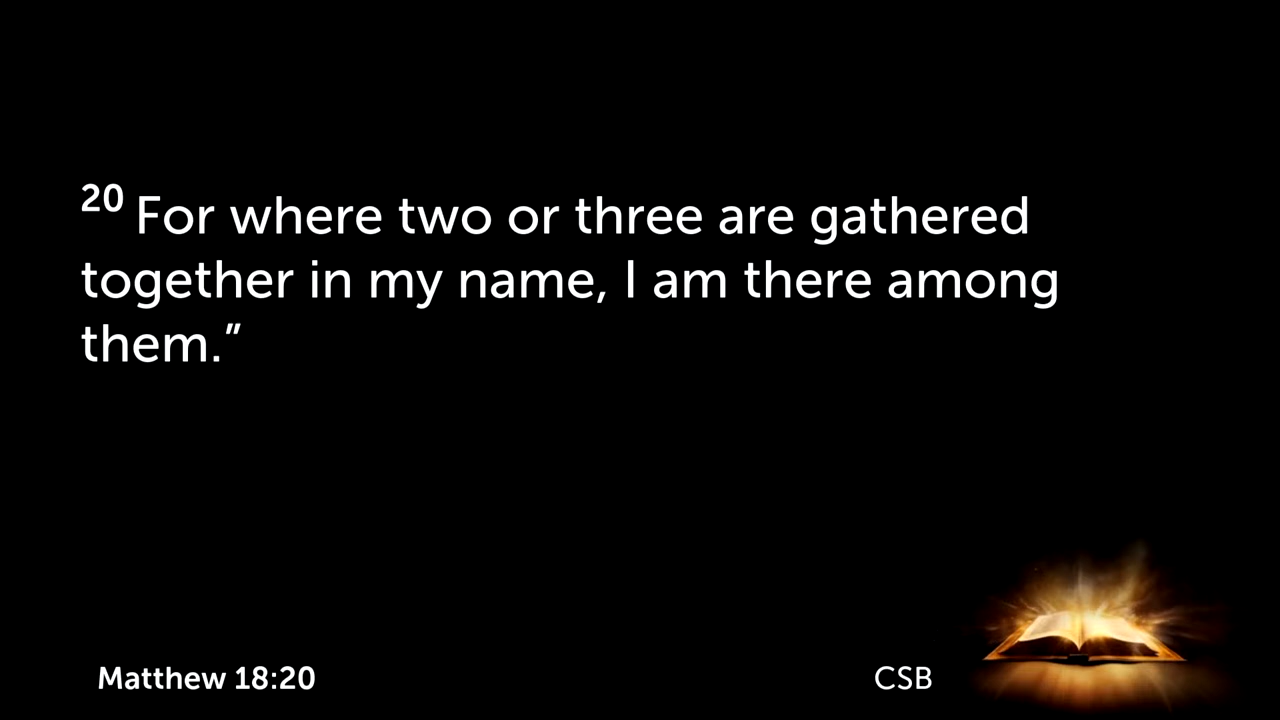 20 For where two or three are gathered
together in my name, I am there among
them.”
Matthew 18:20
CSB